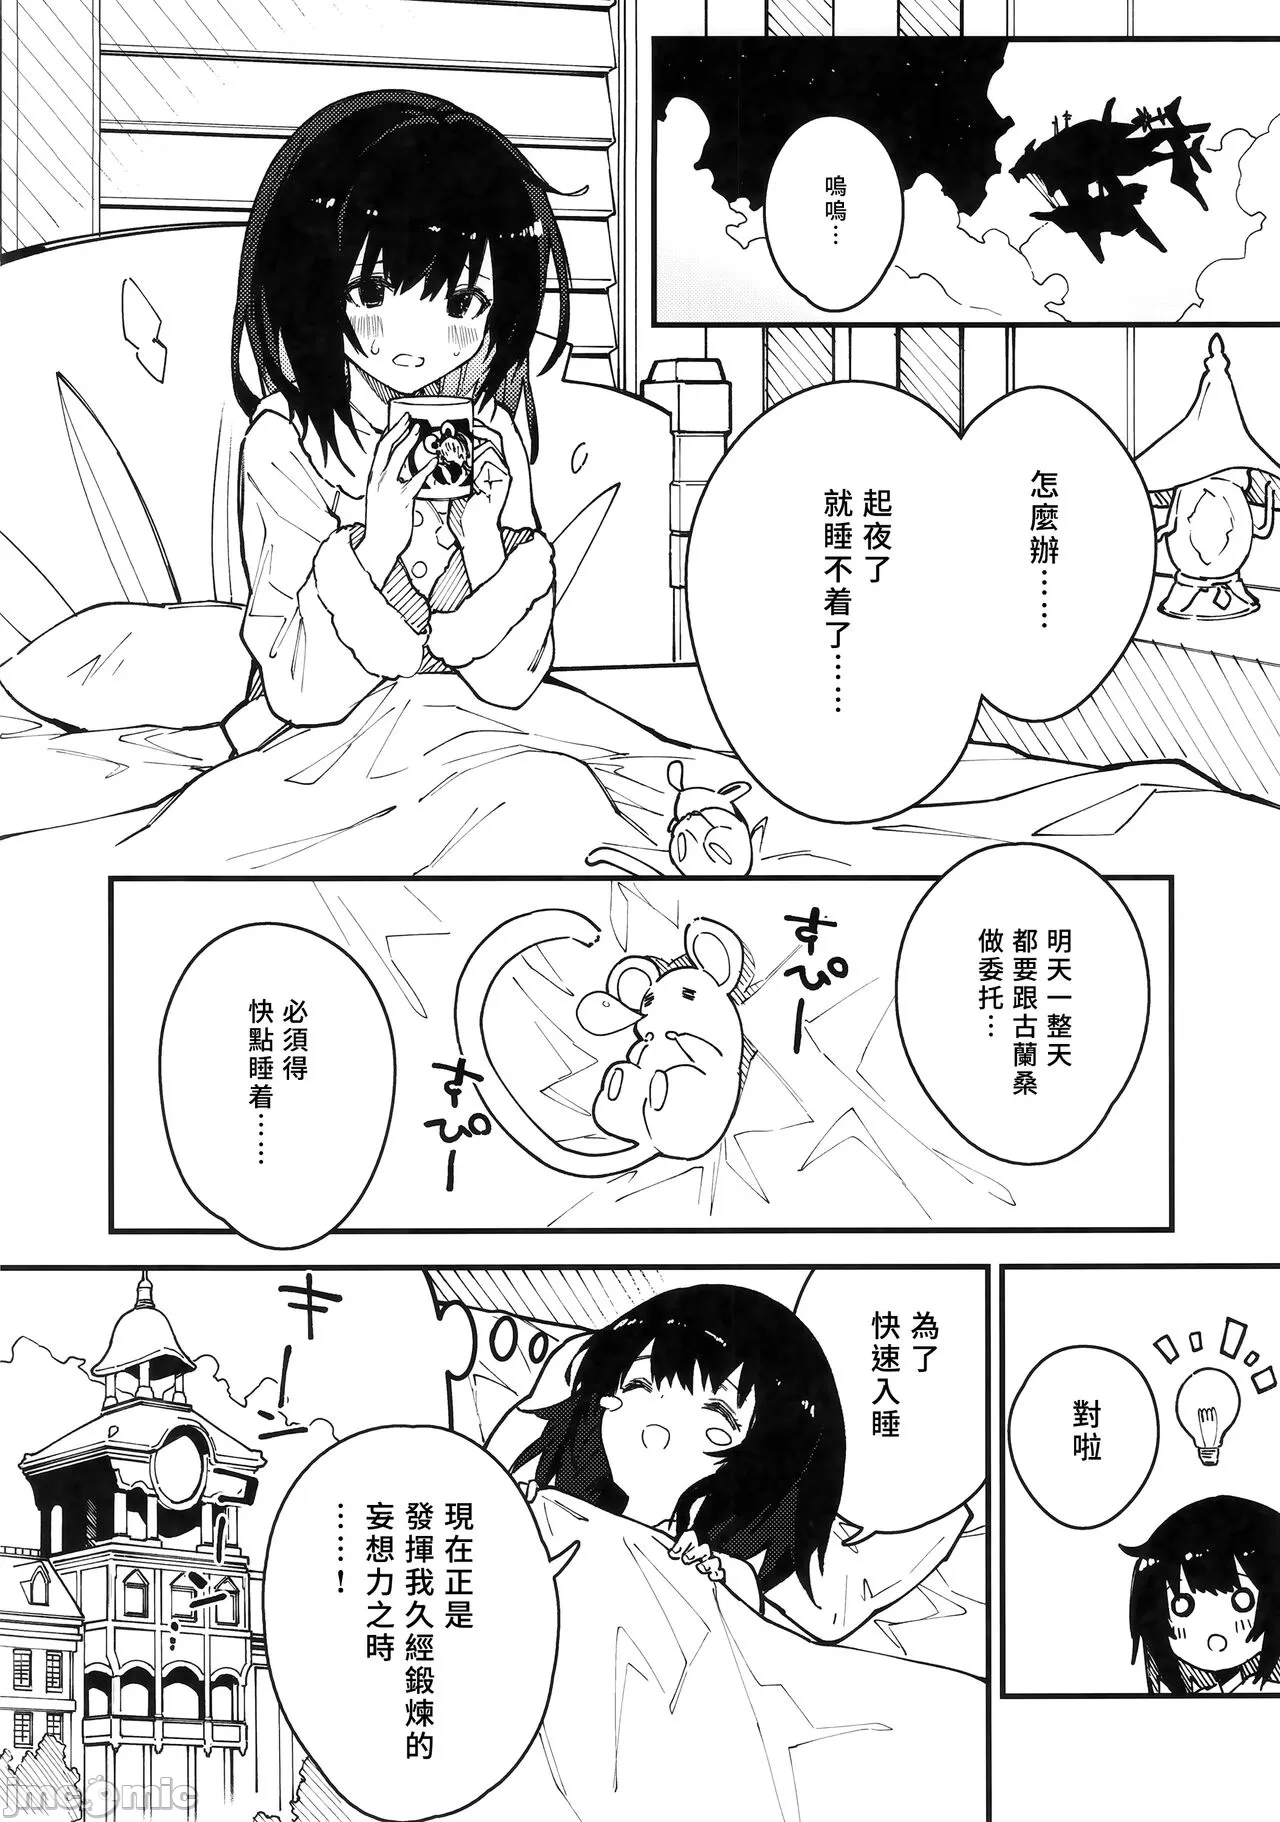 嗚嗚…
怎麼辦……
起夜了
就睡不着了……
明天一整天
都要跟古蘭桑
做委托…
すぴー
すぴー
必須得
快點睡着……
對啦
為了
快速入睡
現在正是
發揮我久經鍛煉的
妄想力之時
……！
キーンコーン…
jmcomic